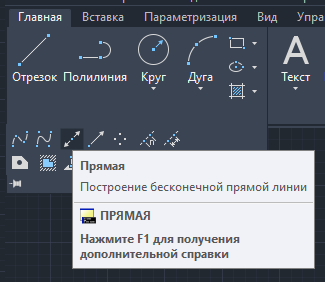 Главная Вставка Параметризация Вид Упра
Отрезок Полилиния Круг Дуга Текст
Прямая
Построение бесконечной прямой линии
ПРЯМАЯ
Нажмите F1 для получения
дополнительной справки